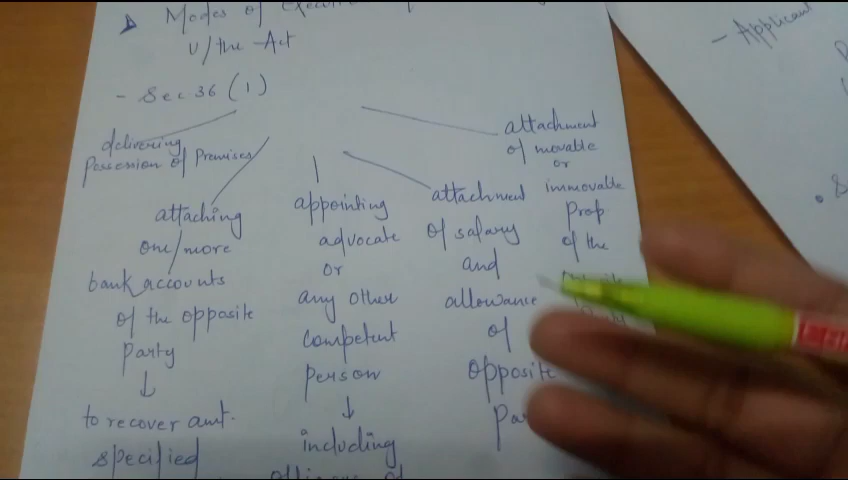 Modes of
U/the Act
- Sec 36 (1)
delivering
Possession of Premises
attaching
one/more
bank accounts
of the opposite
Party
to recover amt.
specified
appointing
advocate
or
any other
competent
person
including
attachment
of salary
and
allowance
of
opposite
attachment
of movable
or
immovable
Prop.
of the
- Applicant